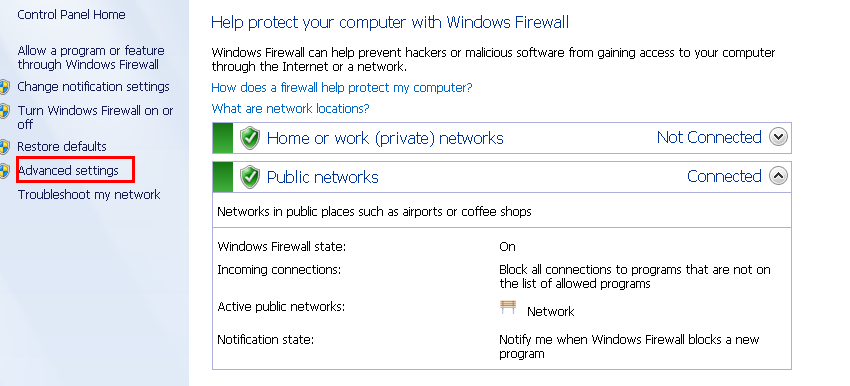 Control Panel Home
Allow a program or feature
through Windows Firewall
Change notification settings
Turn Windows Firewall on or
off
Restore defaults
Advanced settings
Troubleshoot my network
Help protect your computer with Windows Firewall
Windows Firewall can help prevent hackers or malicious software from gaining access to your computer
through the Internet or a network.
How does a firewall help protect my computer?
What are network locations?
Home or work (private) networks Not Connected
Public networks Connected
Networks in public places such as airports or coffee shops
Windows Firewall state: On
Incoming connections: Block all connections to programs that are not on
the list of allowed programs
Active public networks: Network
Notification state: Notify me when Windows Firewall blocks a new
program